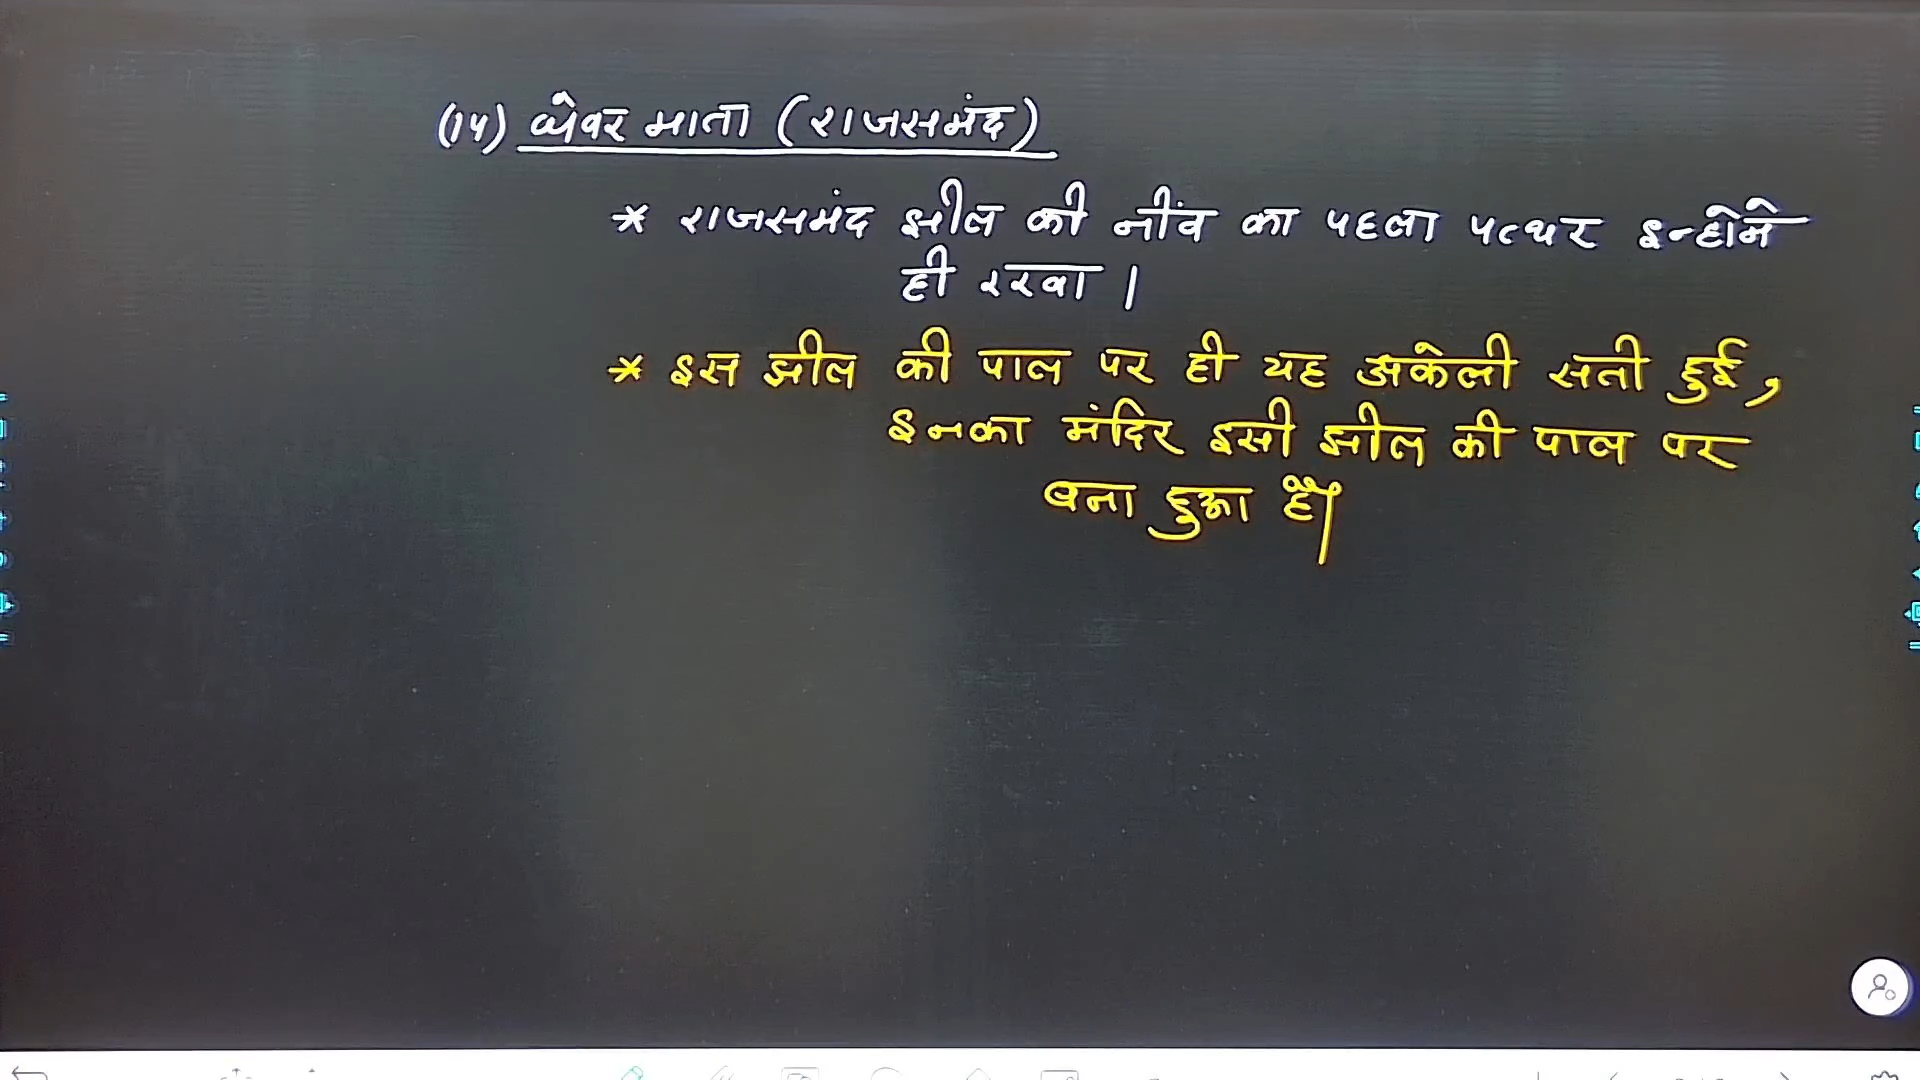 (14) घेवर माता (राजसमंद)
* राजसमंद झील की नींव का पहला पत्थर इन्होने
ही रखा ।
* इस झील की पाल पर ही यह अकेली सती हुई,
इनका मंदिर इसी झील की पाल पर
बना हुआ है।